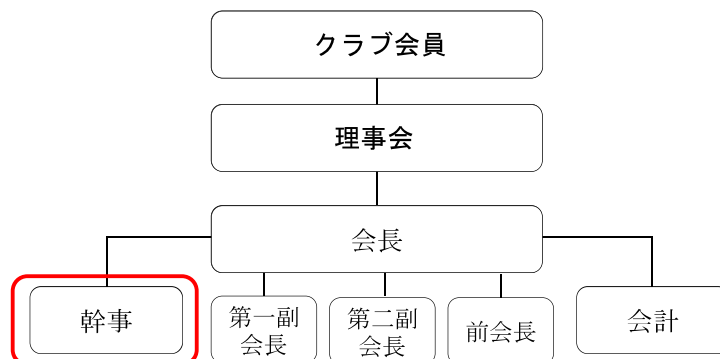 クラブ会員
理事会
会長
幹事
第一副
会長
第二副
会長
前会長
会計